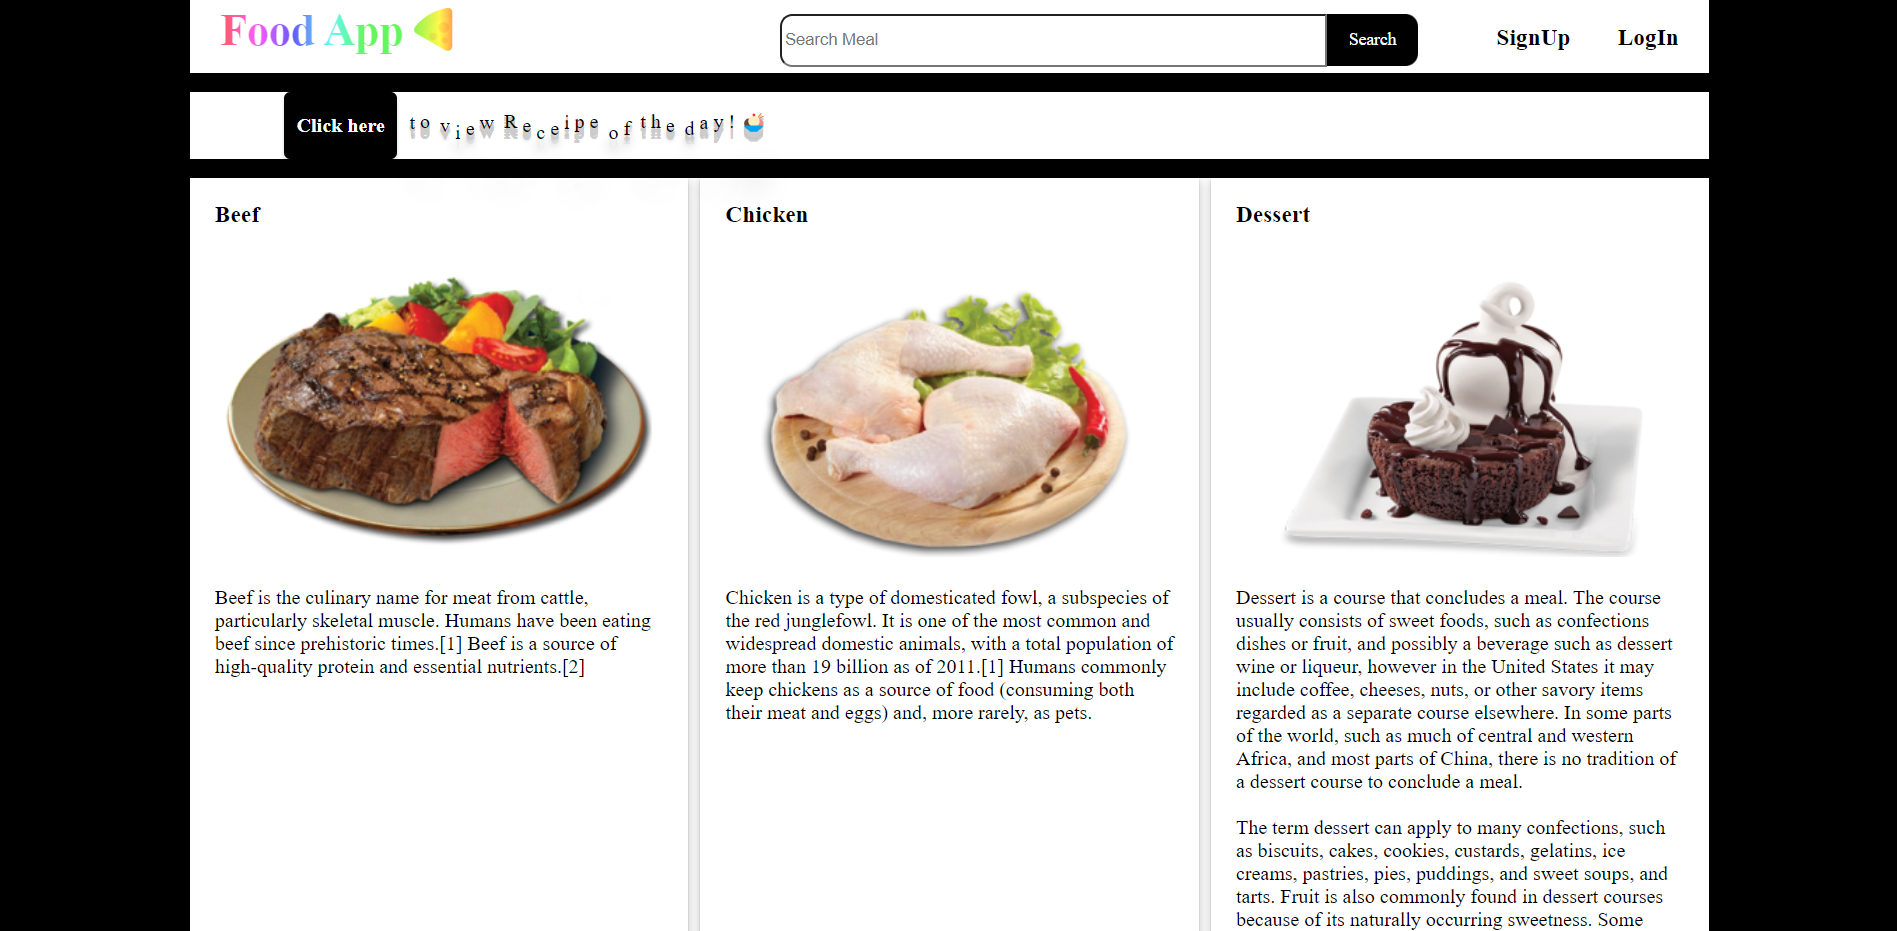 Food App
Search Meal
Search
SignUp
LogIn
Click here to view Receipe of the day!
Beef
Beef is the culinary name for meat from cattle,
particularly skeletal muscle. Humans have been eating
beef since prehistoric times.[1] Beef is a source of
high-quality protein and essential nutrients.[2]
Chicken
Chicken is a type of domesticated fowl, a subspecies of
the red junglefowl. It is one of the most common and
widespread domestic animals, with a total population of
more than 19 billion as of 2011.[1] Humans commonly
keep chickens as a source of food (consuming both
their meat and eggs) and, more rarely, as pets.
Dessert
Dessert is a course that concludes a meal. The course
usually consists of sweet foods, such as confections
dishes or fruit, and possibly a beverage such as dessert
wine or liqueur, however in the United States it may
include coffee, cheeses, nuts, or other savory items
regarded as a separate course elsewhere. In some parts
of the world, such as much of central and western
Africa, and most parts of China, there is no tradition of
a dessert course to conclude a meal.
The term dessert can apply to many confections, such
as biscuits, cakes, cookies, custards, gelatins, ice
creams, pastries, pies, puddings, and sweet soups, and
tarts. Fruit is also commonly found in dessert courses
because of its naturally occurring sweetness. Some